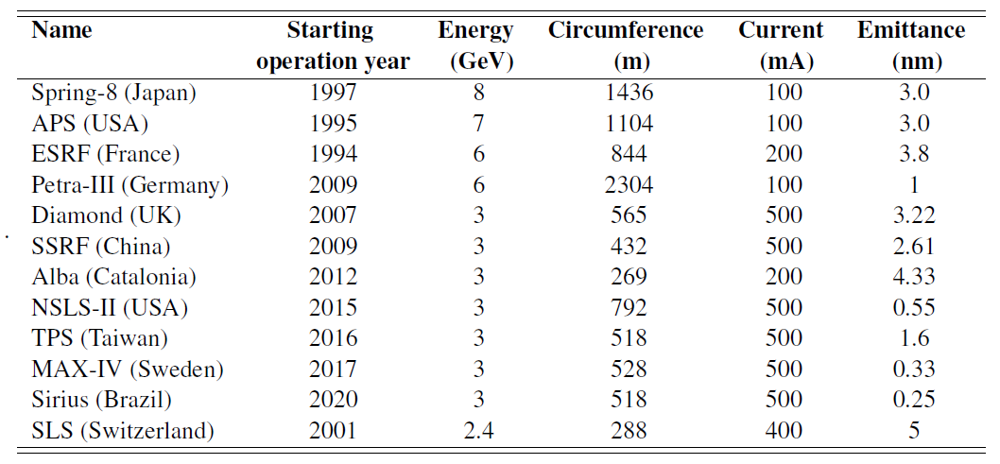 Name Starting Energy Circumference Current Emittance
operation year (GeV) (m) (mA) (nm)
Spring-8 (Japan) 1997 8 1436 100 3.0
APS (USA) 1995 7 1104 100 3.0
ESRF (France) 1994 6 844 200 3.8
Petra-III (Germany) 2009 6 2304 100 1
Diamond (UK) 2007 3 565 500 3.22
SSRF (China) 2009 3 432 500 2.61
Alba (Catalonia) 2012 3 269 200 4.33
NSLS-II (USA) 2015 3 792 500 0.55
TPS (Taiwan) 2016 3 518 500 1.6
MAX-IV (Sweden) 2017 3 528 500 0.33
Sirius (Brazil) 2020 3 518 500 0.25
SLS (Switzerland) 2001 2.4 288 400 5